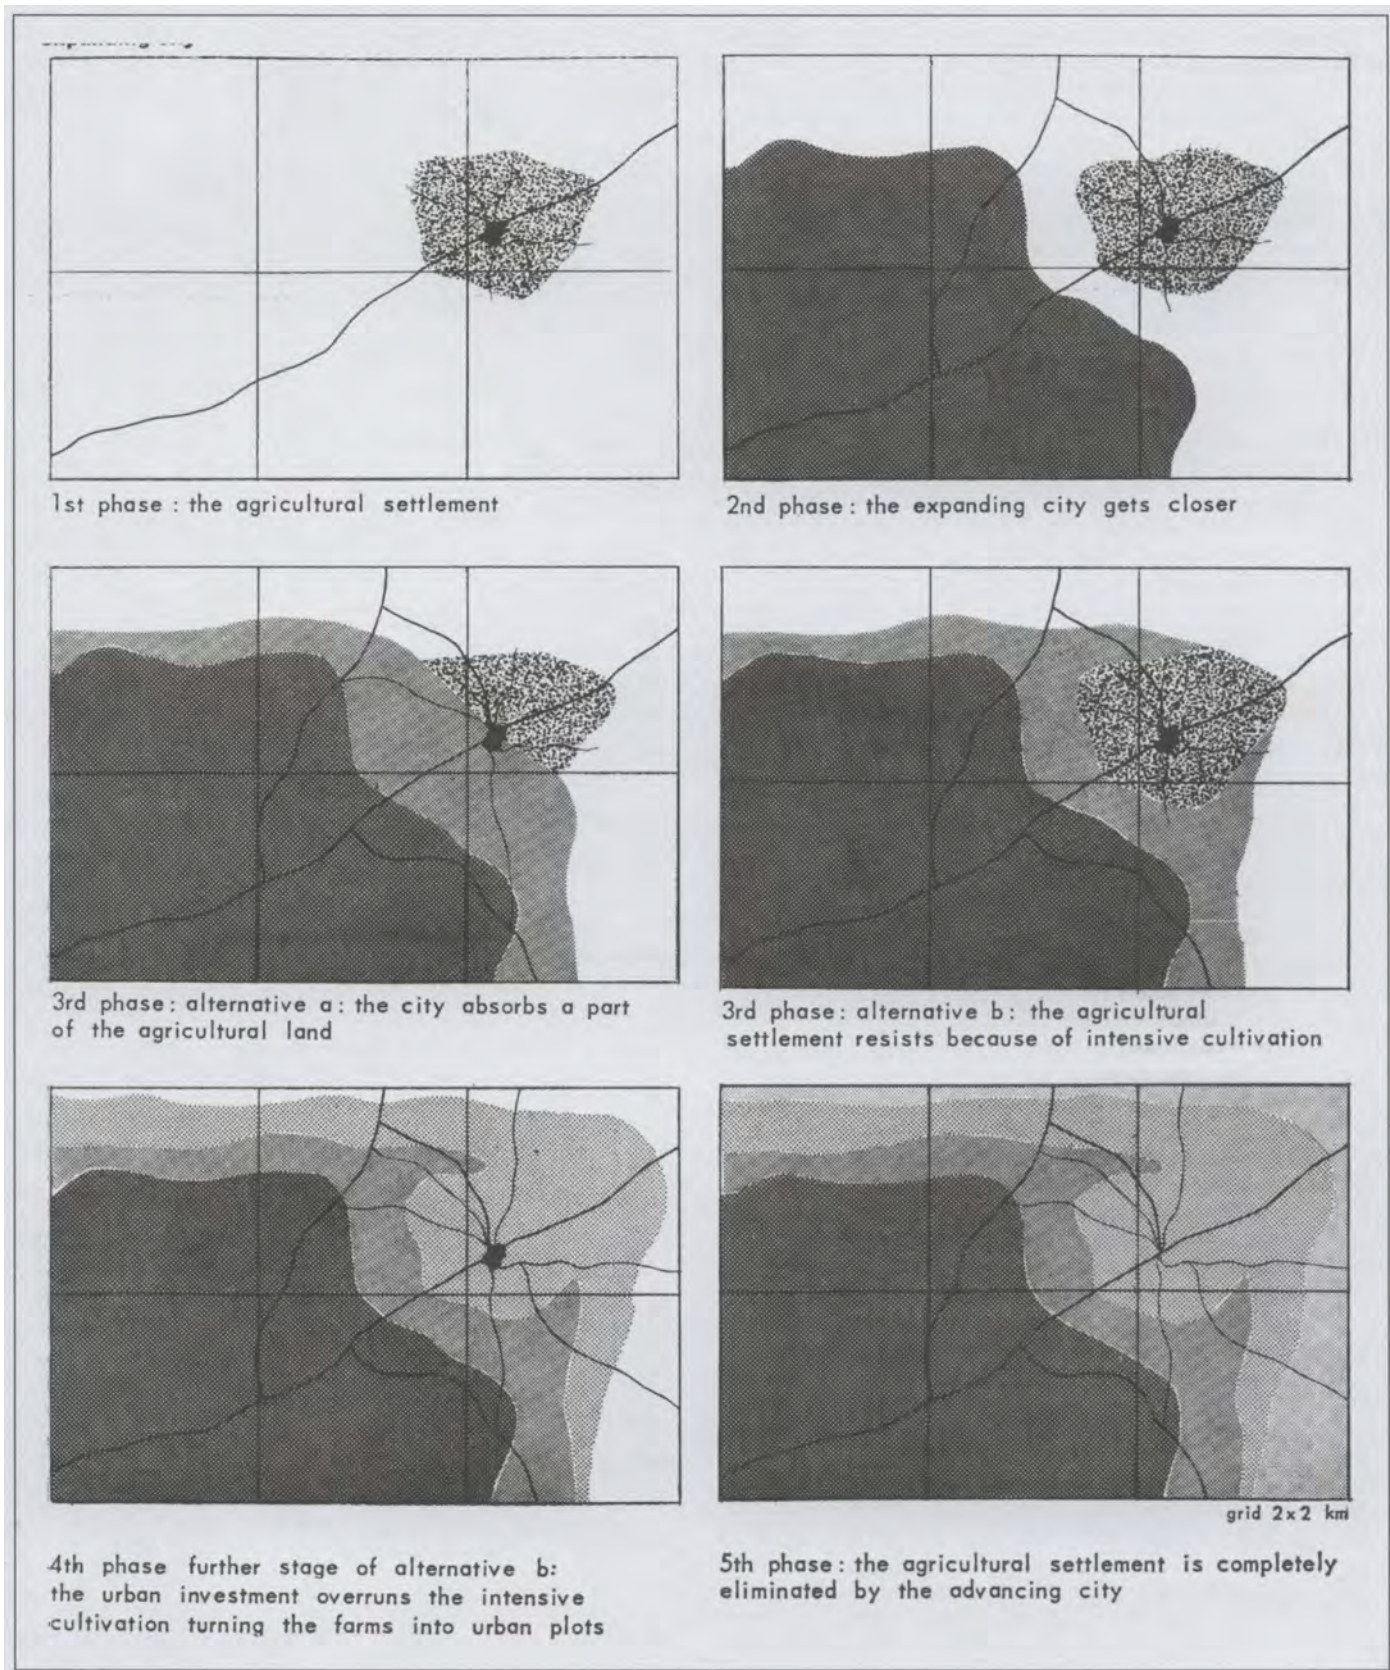 1st phase : the agricultural settlement
2nd phase : the expanding city gets closer
3rd phase : alternative a : the city absorbs a part
of the agricultural land
3rd phase : alternative b : the agricultural
settlement resists because of intensive cultivation
grid 2x2 km
4th phase further stage of alternative b:
the urban investment overruns the intensive
cultivation turning the farms into urban plots
5th phase : the agricultural settlement is completely
eliminated by the advancing city